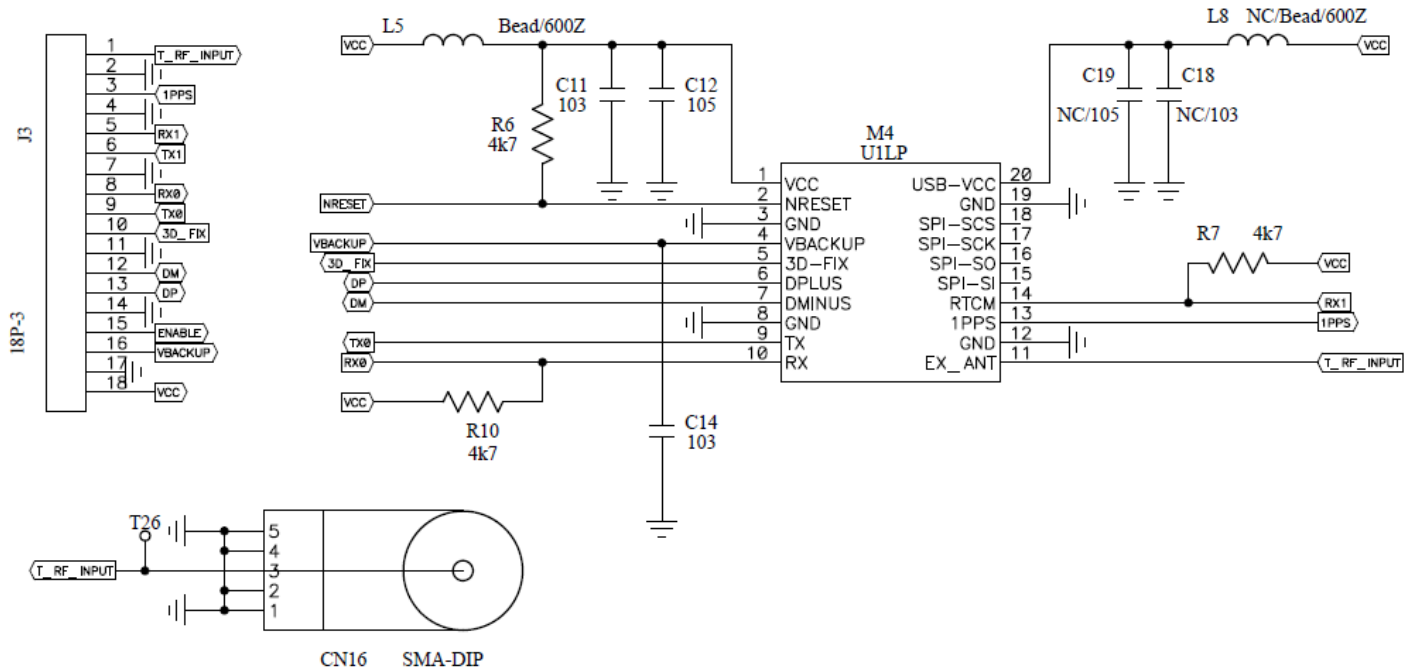 L5 Bead/600Z
VCC
L8 NC/Bead/600Z
VCC
J3
18P-3
1 T_RF_INPUT
2
3 1PPS
4
5 RX1
6 TX1
7
8 RX0
9 TX0
10 3D_FIX
11
12 DM
13 DP
14
15 ENABLE
16 VBACKUP
17
18 VCC
R6
4k7
C11
103
C12
105
C19
NC/105
C18
NC/103
M4
U1LP
NRESET
VBACKUP
3D_FIX
DP
DM
TX0
RX0
VCC
R10
4k7
C14
103
1 VCC
2 NRESET
3 GND
4 VBACKUP
5 3D-FIX
6 DPLUS
7 DMINUS
8 GND
9 TX
10 RX
USB-VCC 20
GND 19
SPI-SCS 18
SPI-SCK 17
SPI-SO 16
SPI-SI 15
RTCM 14
1PPS 13
GND 12
EX_ANT 11
R7 4k7
VCC
RX1
1PPS
T_RF_INPUT
T26
T_RF_INPUT
5
4
3
2
1
CN16 SMA-DIP